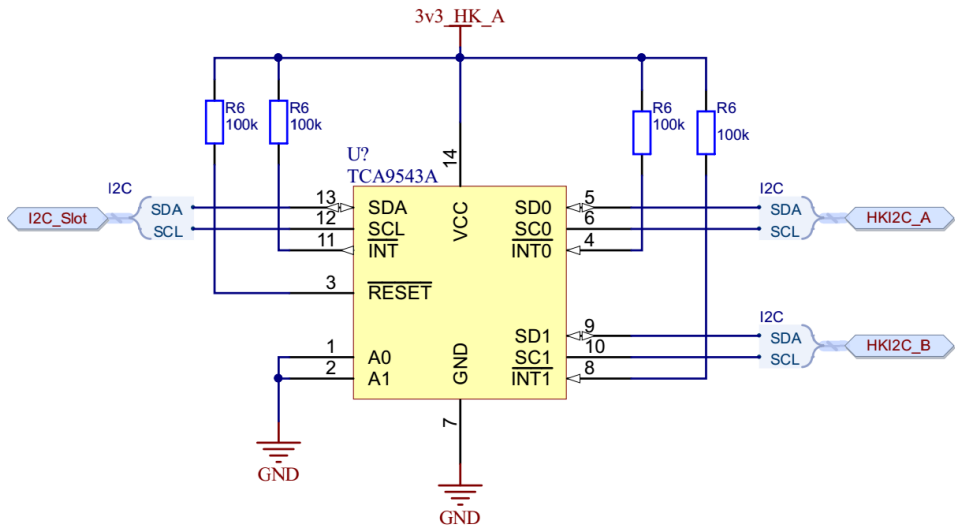 3v3_HK_A
R6
100k
R6
100k
R6
100k
R6
100k
U?
TCA9543A
14
VCC
I2C
I2C_Slot
SDA
SCL
13
SDA
12
SCL
11
INT
3
RESET
1
A0
2
A1
5
SD0
6
SC0
4
INT0
9
SD1
10
SC1
8
INT1
GND
7
I2C
SDA
SCL
HKI2C_A
I2C
SDA
SCL
HKI2C_B
GND
GND